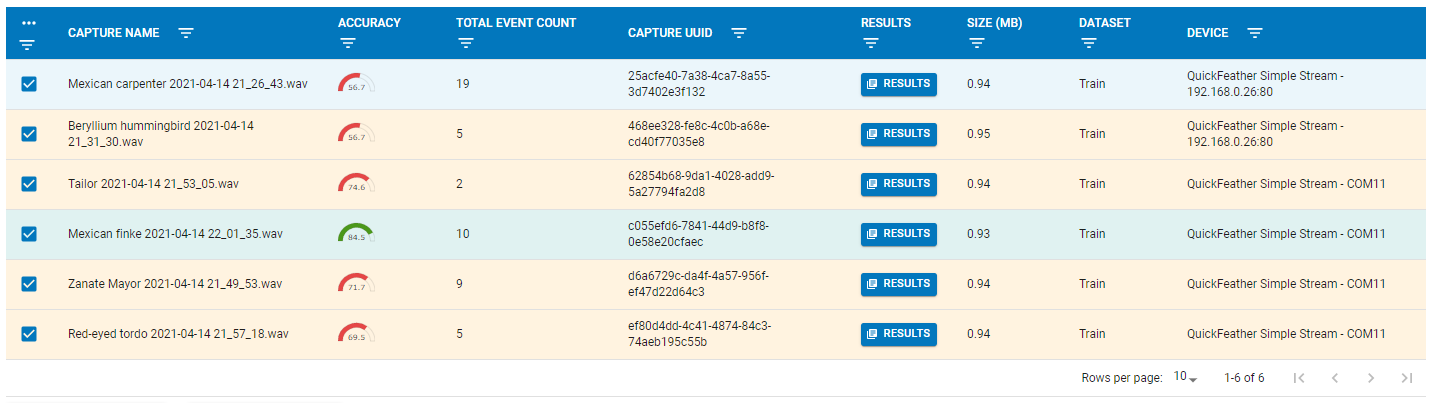 CAPTURE NAME ACCURACY TOTAL EVENT COUNT CAPTURE UUID RESULTS SIZE (MB) DATASET DEVICE
Mexican carpenter 2021-04-14 21_26_43.wav 56.7 19 25acfe40-7a38-4ca7-8a55- RESULTS 0.94 Train QuickFeather Simple Stream -
3d7402e3f132 192.168.0.26:80
Beryllium hummingbird 2021-04-14 56.7 5 468ee328-fe8c-4c0b-a68e- RESULTS 0.95 Train QuickFeather Simple Stream -
21_31_30.wav cd40f77035e8 192.168.0.26:80
Tailor 2021-04-14 21_53_05.wav 74.6 2 62854b68-9da1-4028-add9- RESULTS 0.94 Train QuickFeather Simple Stream - COM11
5a27794fa2d8
Mexican finke 2021-04-14 22_01_35.wav 84.5 10 c055efd6-7841-44d9-b8f8- RESULTS 0.93 Train QuickFeather Simple Stream - COM11
0e58e20cfaec
Zanate Mayor 2021-04-14 21_49_53.wav 71.7 9 d6a6729c-da4f-4a57-956f- RESULTS 0.94 Train QuickFeather Simple Stream - COM11
ef47d22d64c3
Red-eyed tordo 2021-04-14 21_57_18.wav 69.5 5 ef80d4dd-4c41-4874-84c3- RESULTS 0.94 Train QuickFeather Simple Stream - COM11
74aeb195c55b
Rows per page: 10 1-6 of 6